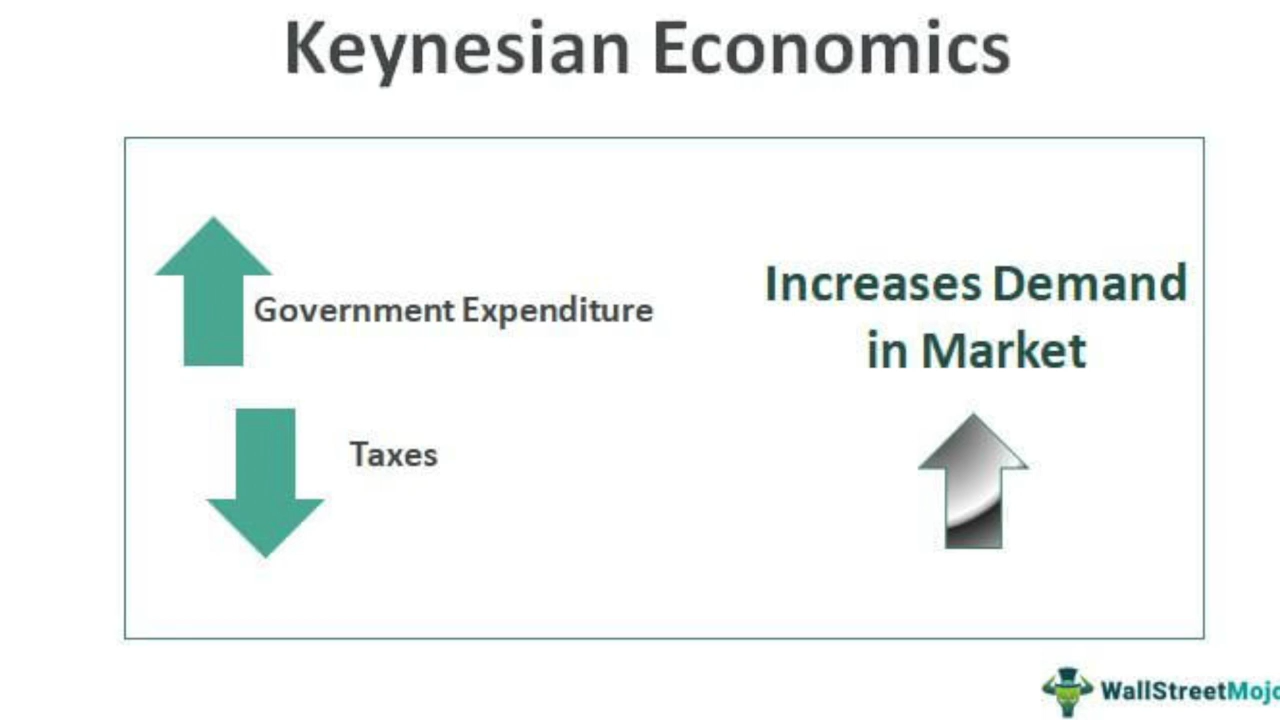 Keynesian Economics
Government Expenditure
Taxes
Increases Demand
in Market
WallStreetMojo